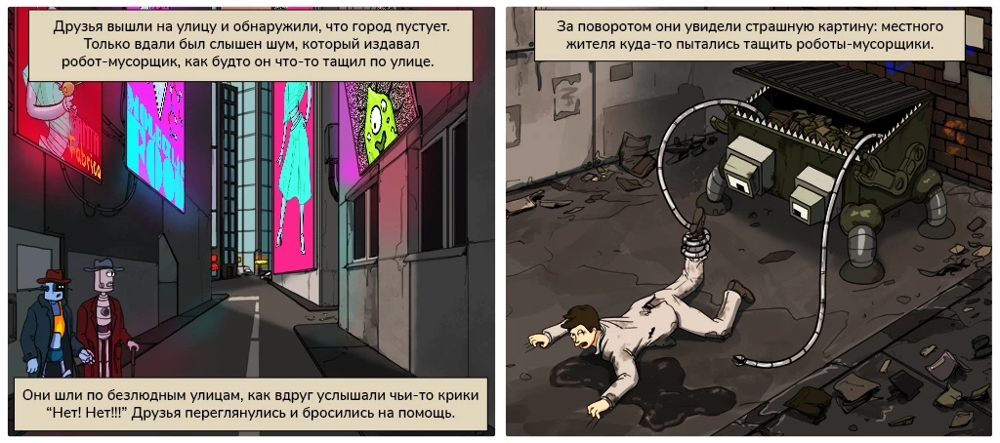 Друзья вышли на улицу и обнаружили, что город пустует.
Только вдали был слышен шум, который издавал
робот-мусорщик, как будто он что-то тащил по улице.
Fabrica
Они шли по безлюдным улицам, как вдруг услышали чьи-то крики
“Нет! Нет!!!” Друзья переглянулись и бросились на помощь.
За поворотом они увидели страшную картину: местного
жителя куда-то пытались тащить роботы-мусорщики.